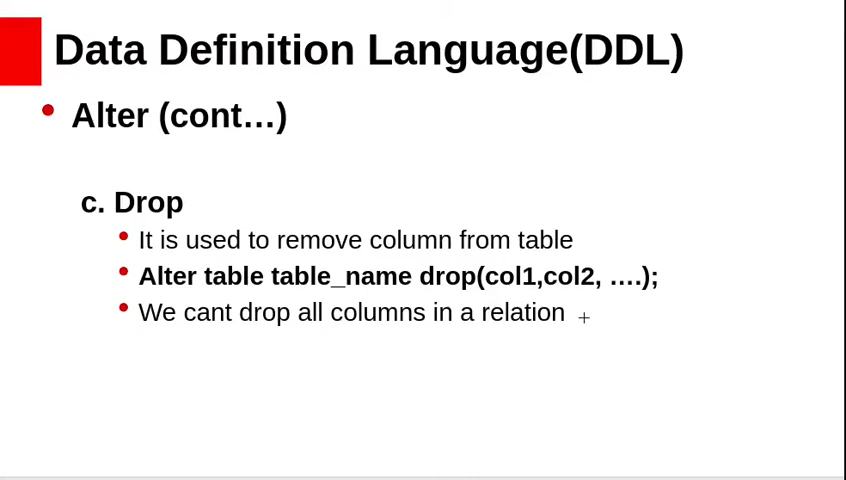 Data Definition Language(DDL)
• Alter (cont…)
c. Drop
• It is used to remove column from table
• Alter table table_name drop(col1,col2, ….);
• We cant drop all columns in a relation